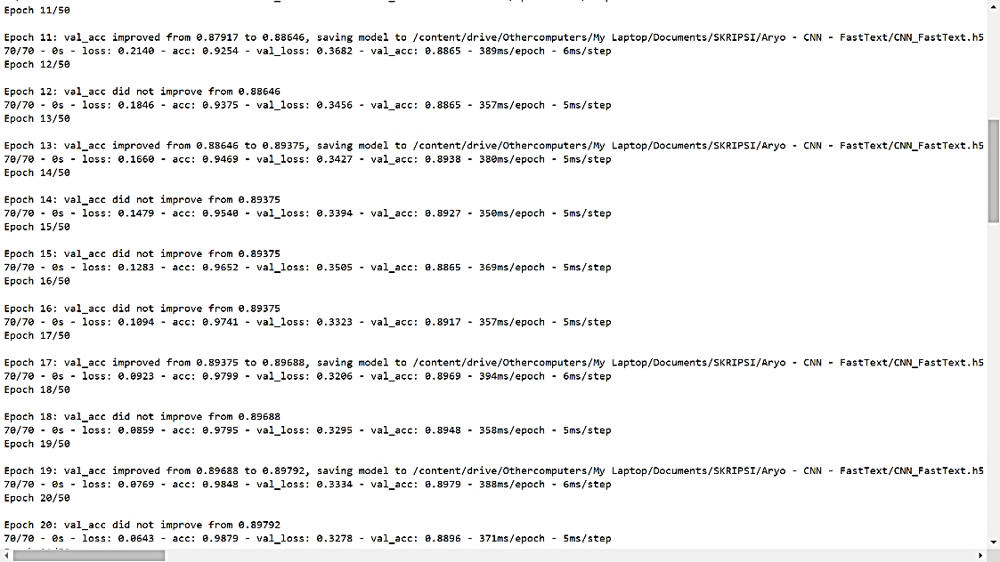 Epoch 11/50
Epoch 11: val_acc improved from 0.87917 to 0.88646, saving model to /content/drive/Othercomputers/My Laptop/Documents/SKRIPSI/Aryo - CNN - FastText/CNN_FastText.h5
70/70 - 0s - loss: 0.2140 - acc: 0.9254 - val_loss: 0.3682 - val_acc: 0.8865 - 389ms/epoch - 6ms/step
Epoch 12/50
Epoch 12: val_acc did not improve from 0.88646
70/70 - 0s - loss: 0.1846 - acc: 0.9375 - val_loss: 0.3456 - val_acc: 0.8865 - 357ms/epoch - 5ms/step
Epoch 13/50
Epoch 13: val_acc improved from 0.88646 to 0.89375, saving model to /content/drive/Othercomputers/My Laptop/Documents/SKRIPSI/Aryo - CNN - FastText/CNN_FastText.h5
70/70 - 0s - loss: 0.1660 - acc: 0.9469 - val_loss: 0.3427 - val_acc: 0.8938 - 380ms/epoch - 5ms/step
Epoch 14/50
Epoch 14: val_acc did not improve from 0.89375
70/70 - 0s - loss: 0.1479 - acc: 0.9540 - val_loss: 0.3394 - val_acc: 0.8927 - 350ms/epoch - 5ms/step
Epoch 15/50
Epoch 15: val_acc did not improve from 0.89375
70/70 - 0s - loss: 0.1283 - acc: 0.9652 - val_loss: 0.3505 - val_acc: 0.8865 - 369ms/epoch - 5ms/step
Epoch 16/50
Epoch 16: val_acc did not improve from 0.89375
70/70 - 0s - loss: 0.1094 - acc: 0.9741 - val_loss: 0.3323 - val_acc: 0.8917 - 357ms/epoch - 5ms/step
Epoch 17/50
Epoch 17: val_acc improved from 0.89375 to 0.89688, saving model to /content/drive/Othercomputers/My Laptop/Documents/SKRIPSI/Aryo - CNN - FastText/CNN_FastText.h5
70/70 - 0s - loss: 0.0923 - acc: 0.9799 - val_loss: 0.3206 - val_acc: 0.8969 - 394ms/epoch - 6ms/step
Epoch 18/50
Epoch 18: val_acc did not improve from 0.89688
70/70 - 0s - loss: 0.0859 - acc: 0.9795 - val_loss: 0.3295 - val_acc: 0.8948 - 358ms/epoch - 5ms/step
Epoch 19/50
Epoch 19: val_acc improved from 0.89688 to 0.89792, saving model to /content/drive/Othercomputers/My Laptop/Documents/SKRIPSI/Aryo - CNN - FastText/CNN_FastText.h5
70/70 - 0s - loss: 0.0769 - acc: 0.9848 - val_loss: 0.3334 - val_acc: 0.8979 - 388ms/epoch - 6ms/step
Epoch 20/50
Epoch 20: val_acc did not improve from 0.89792
70/70 - 0s - loss: 0.0643 - acc: 0.9879 - val_loss: 0.3278 - val_acc: 0.8896 - 371ms/epoch - 5ms/step